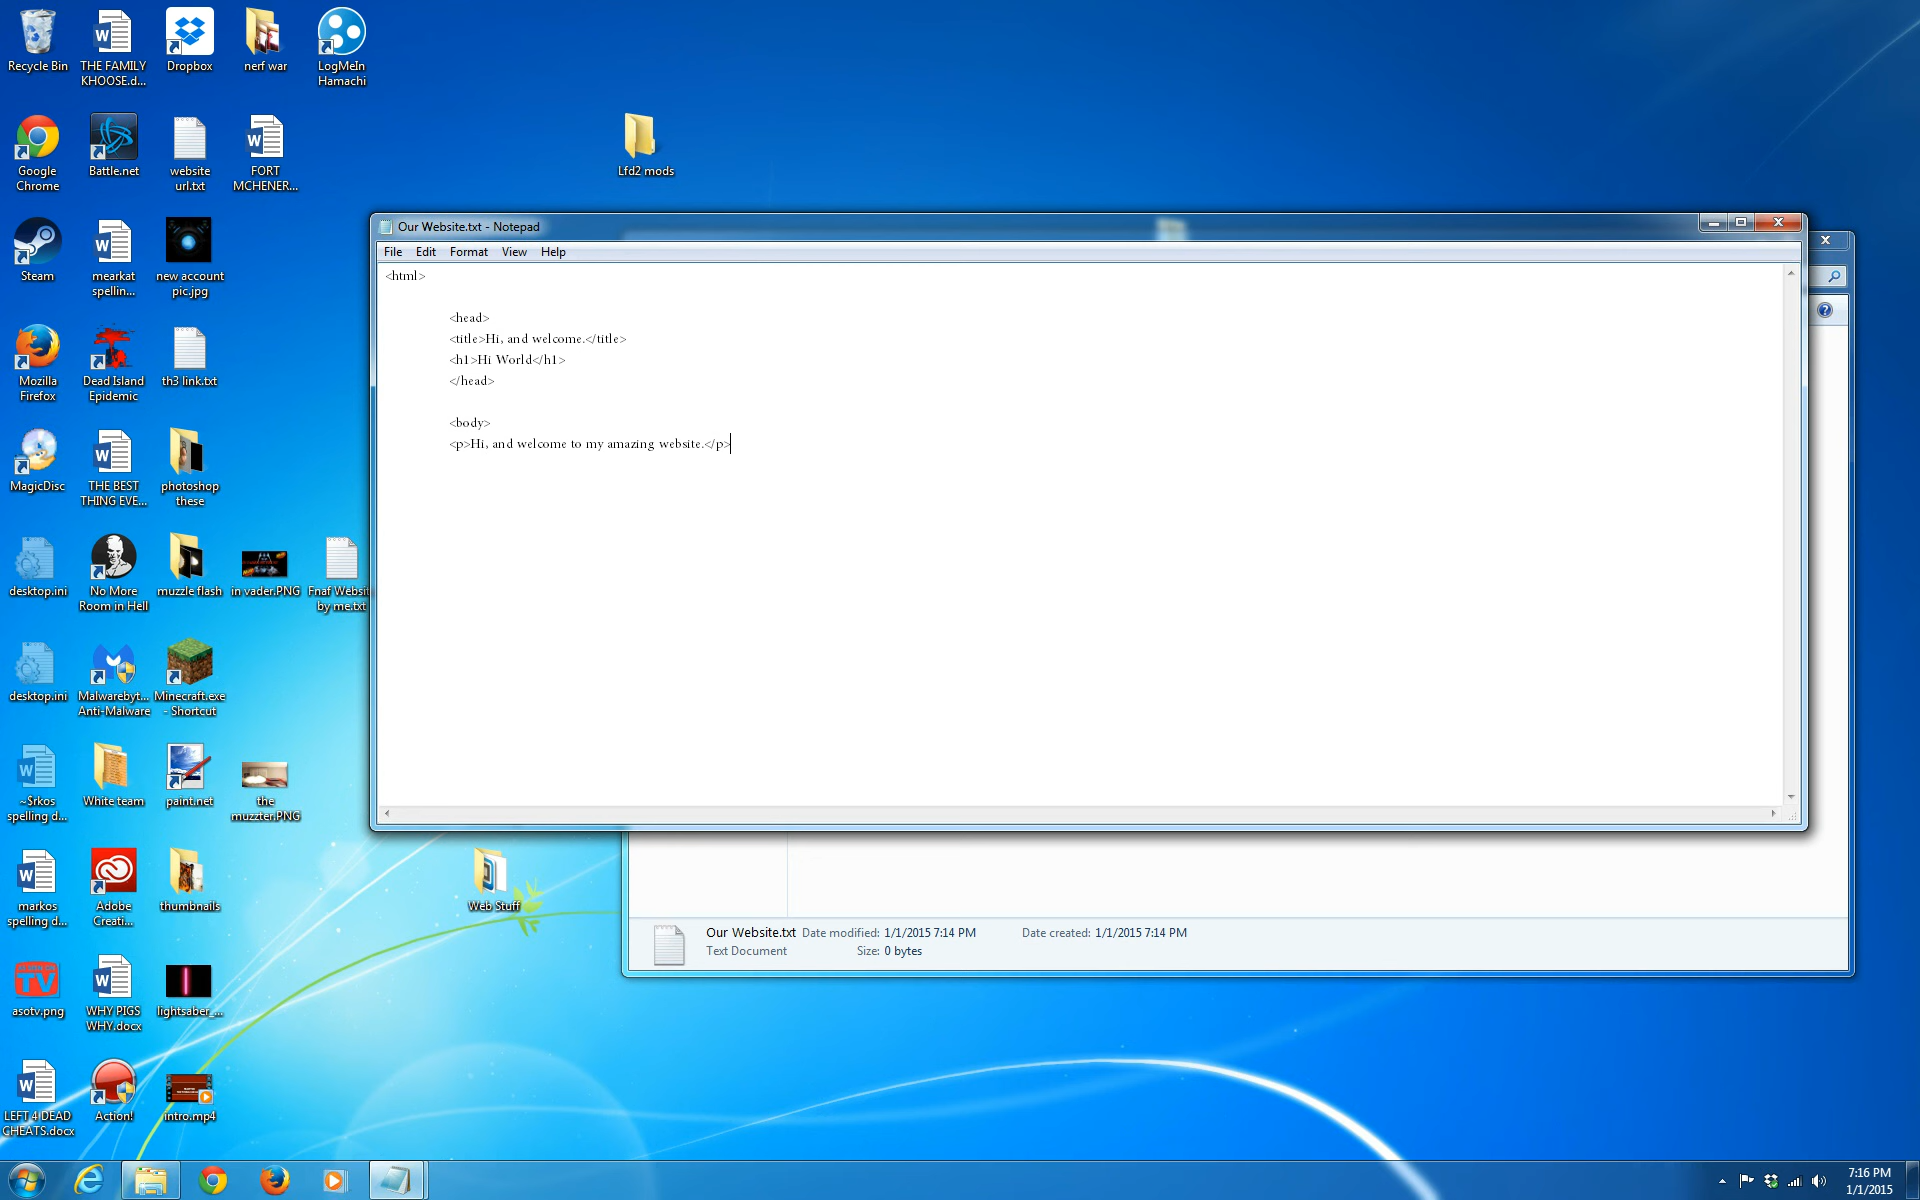 Recycle Bin
THE FAMILY
KHOOSE.d...
Dropbox
nerf war
LogMeIn
Hamachi
Google
Chrome
Battle.net
website
url.txt
FORT
MCHENER...
Lfd2 mods
Steam
mearkat
spellin...
new account
pic.jpg
Mozilla
Firefox
Dead Island
Epidemic
th3 link.txt
MagicDisc
THE BEST
THING EVE...
photoshop
these
desktop.ini
No More
Room in Hell
muzzle flash
in vader.PNG
Fnaf Websit
by me.txt
desktop.ini
Malwarebyt...
Anti-Malware
Minecraft.exe
- Shortcut
~$rkos
spelling d...
White team
paint.net
the
muzzter.PNG
markos
spelling d...
Adobe
Creati...
thumbnails
Web Stuff
asotv.png
WHY PIGS
WHY.docx
lightsaber_...
LEFT 4 DEAD
CHEATS.docx
Action!
intro.mp4
Our Website.txt - Notepad
File Edit Format View Help
<html>
<head>
<title>Hi, and welcome.</title>
<h1>Hi World</h1>
</head>
<body>
<p>Hi, and welcome to my amazing website.</p>
Our Website.txt Date modified: 1/1/2015 7:14 PM Date created: 1/1/2015 7:14 PM
Text Document Size: 0 bytes
7:16 PM
1/1/2015